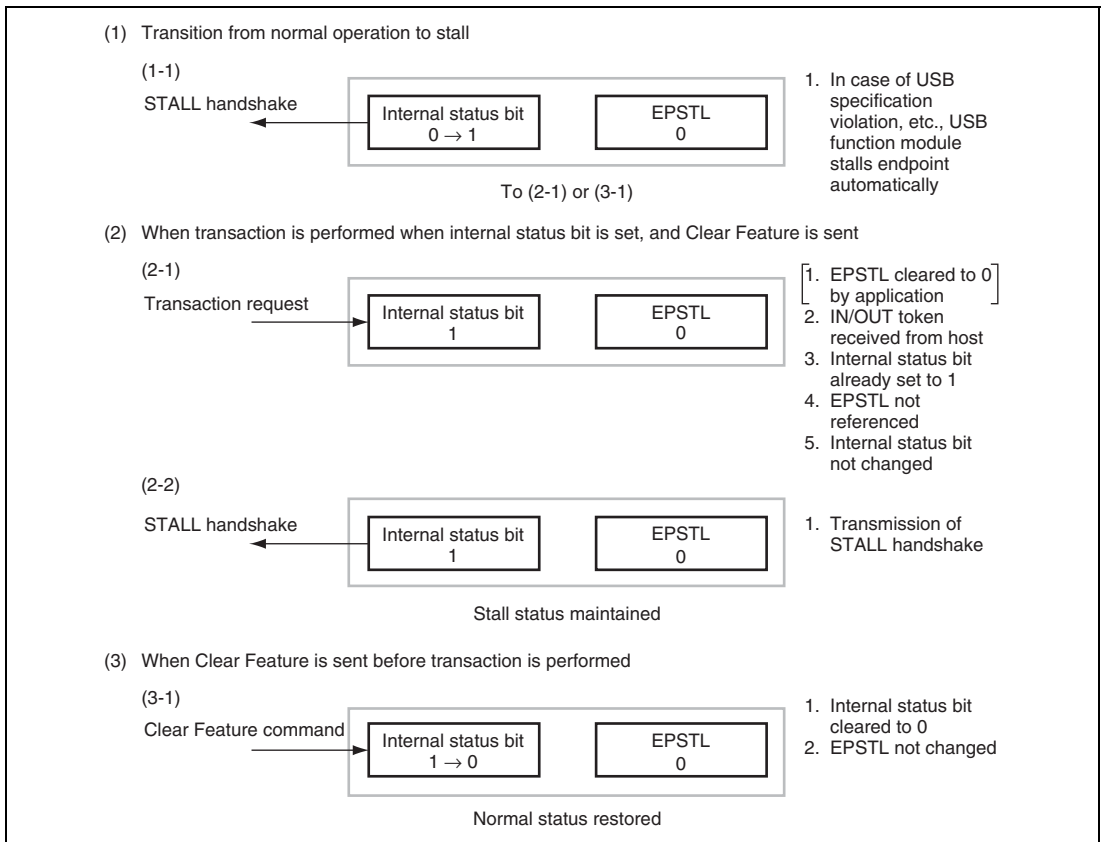 (1) Transition from normal operation to stall
(1-1)
STALL handshake
Internal status bit
0 → 1
EPSTL
0
1. In case of USB
specification
violation, etc., USB
function module
stalls endpoint
automatically
To (2-1) or (3-1)
(2) When transaction is performed when internal status bit is set, and Clear Feature is sent
(2-1)
Transaction request
Internal status bit
1
EPSTL
0
1. EPSTL cleared to 0
by application
2. IN/OUT token
received from host
3. Internal status bit
already set to 1
4. EPSTL not
referenced
5. Internal status bit
not changed
(2-2)
STALL handshake
Internal status bit
1
EPSTL
0
1. Transmission of
STALL handshake
Stall status maintained
(3) When Clear Feature is sent before transaction is performed
(3-1)
Clear Feature command
Internal status bit
1 → 0
EPSTL
0
1. Internal status bit
cleared to 0
2. EPSTL not changed
Normal status restored